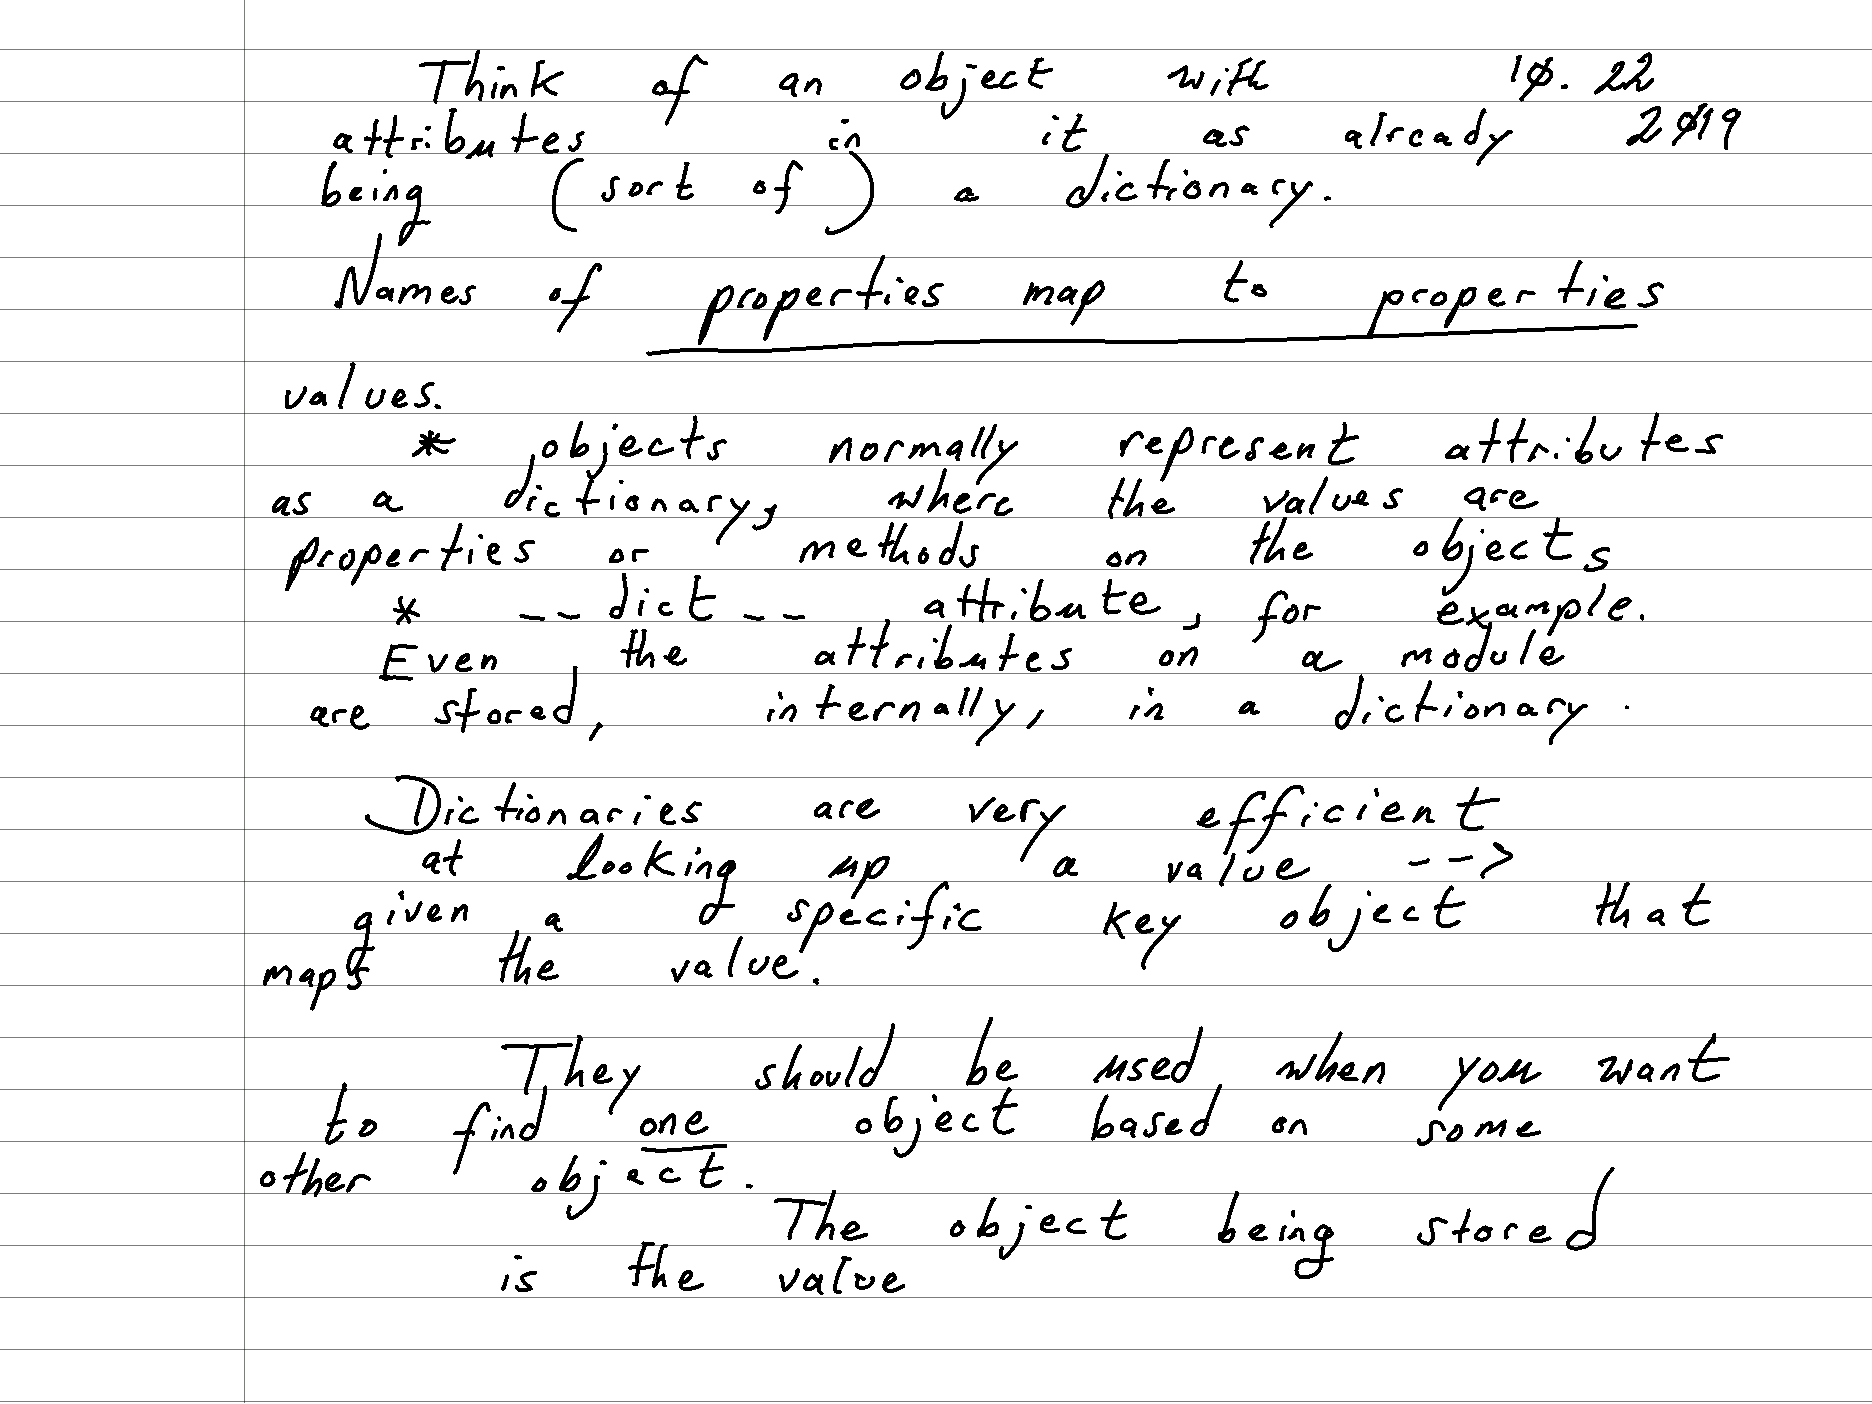 Think of an object with 10.22
attributes in it as already 2019
being (sort of) a dictionary.
Names of properties map to properties
values.
* objects normally represent attributes
as a dictionary, where the values are
properties or methods on the objects
* __dict__ attribute, for example.
Even the attributes on a module
are stored, internally, in a dictionary.
Dictionaries are very efficient
at looking up a value -->
given a specific key object that
maps the value.
They should be used when you want
to find one object based on some
other object.
The object being stored
is the value